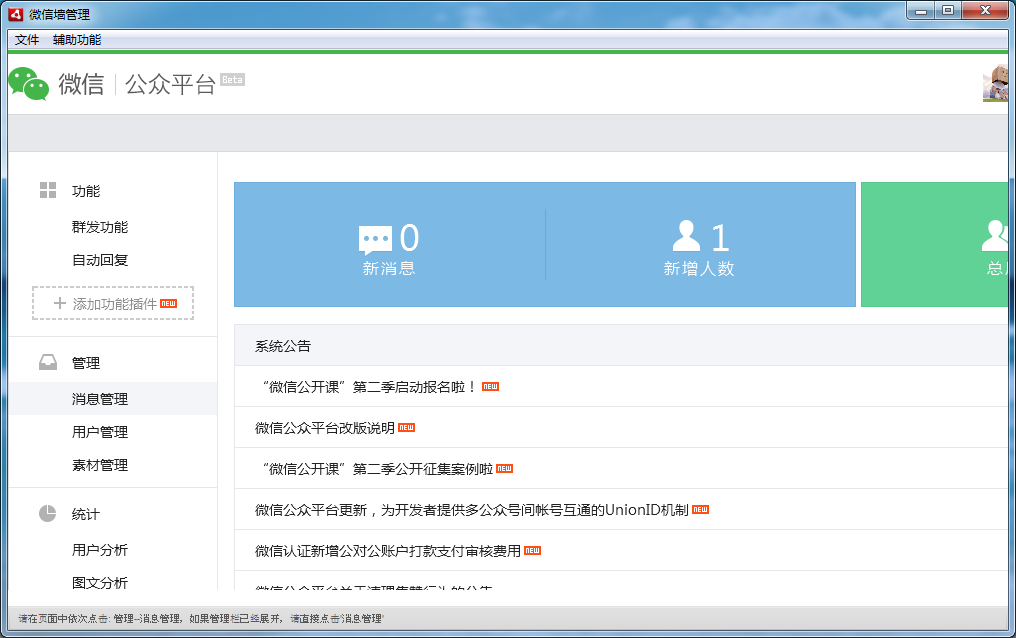 微信墙管理
文件 辅助功能
微信 公众平台 Beta
功能
群发功能
自动回复
添加功能插件 NEW
管理
消息管理
用户管理
素材管理
统计
用户分析
图文分析
0
新消息
1
新增人数
总
系统公告
“微信公开课”第二季启动报名啦！ NEW
微信公众平台改版说明 NEW
“微信公开课”第二季公开征集案例啦 NEW
微信公众平台更新，为开发者提供多公众号间帐号互通的UnionID机制 NEW
微信认证新增公对公账户打款支付审核费用 NEW
请在页面中依次点击: 管理--消息管理，如果管理栏已经展开，请直接点击'消息管理'